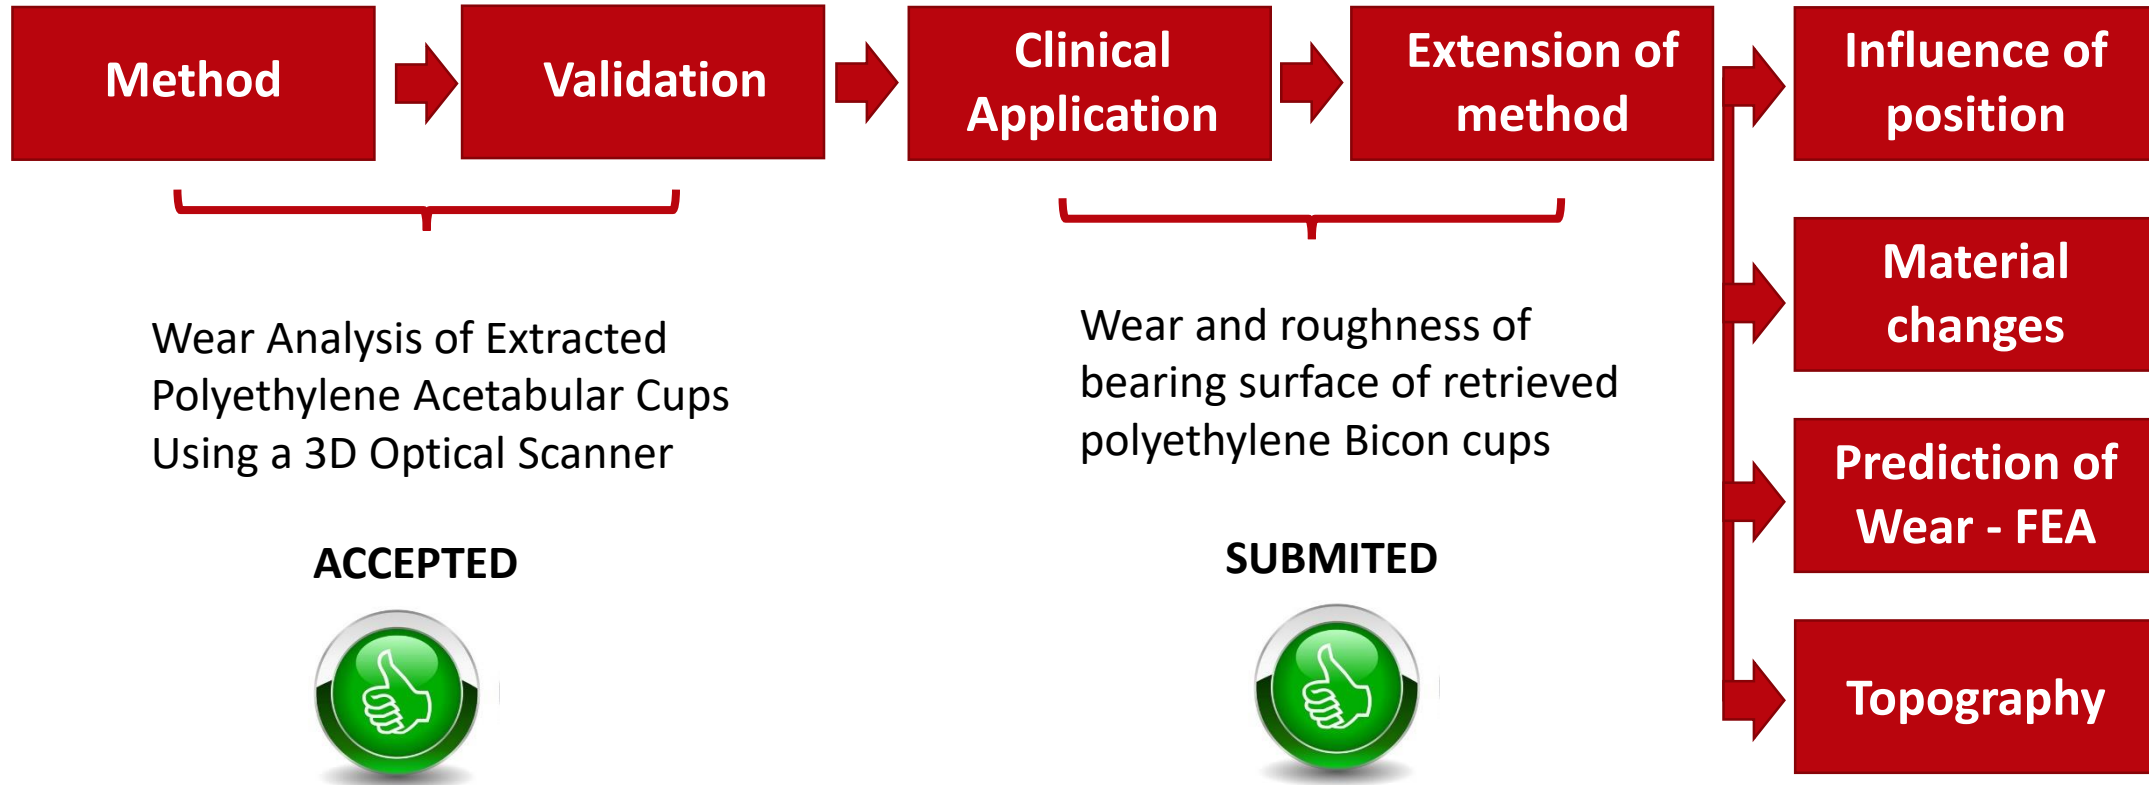 Method
Validation
Clinical
Application
Extension of
method
Influence of
position
Material
changes
Prediction of
Wear - FEA
Topography
Wear Analysis of Extracted
Polyethylene Acetabular Cups
Using a 3D Optical Scanner
ACCEPTED
Wear and roughness of
bearing surface of retrieved
polyethylene Bicon cups
SUBMITED